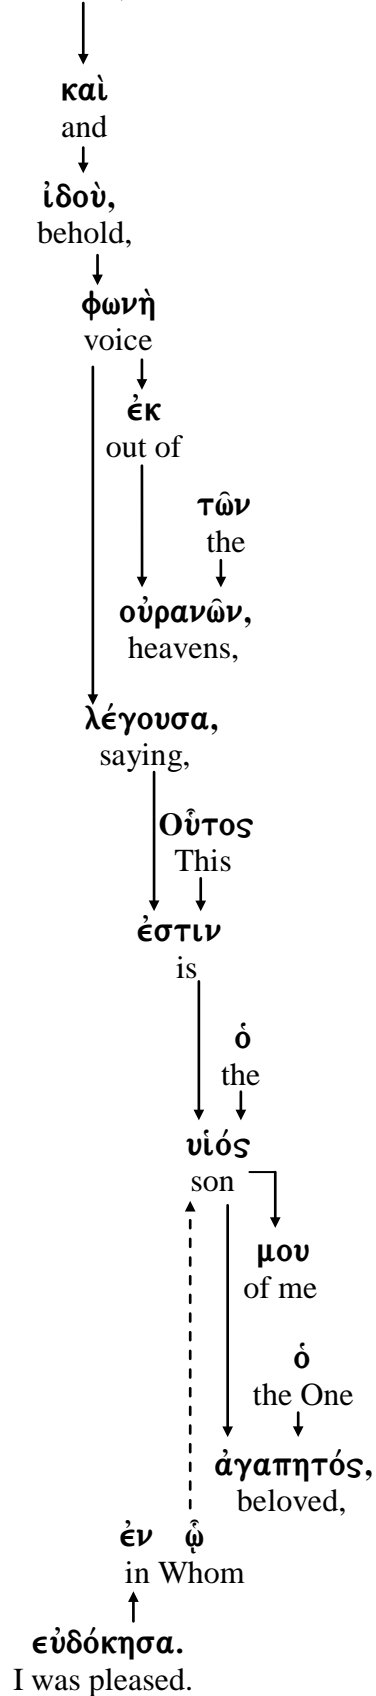 καὶ
and
ἰδοὺ,
behold,
φωνὴ
voice
ἐκ
out of
τῶν
the
οὐρανῶν,
heavens,
λέγουσα,
saying,
Οὗτος
This
ἐστιν
is
ὁ
the
υἱός
son
μου
of me
ὁ
the One
ἀγαπητός,
beloved,
ἐν ᾧ
in Whom
εὐδόκησα.
I was pleased.